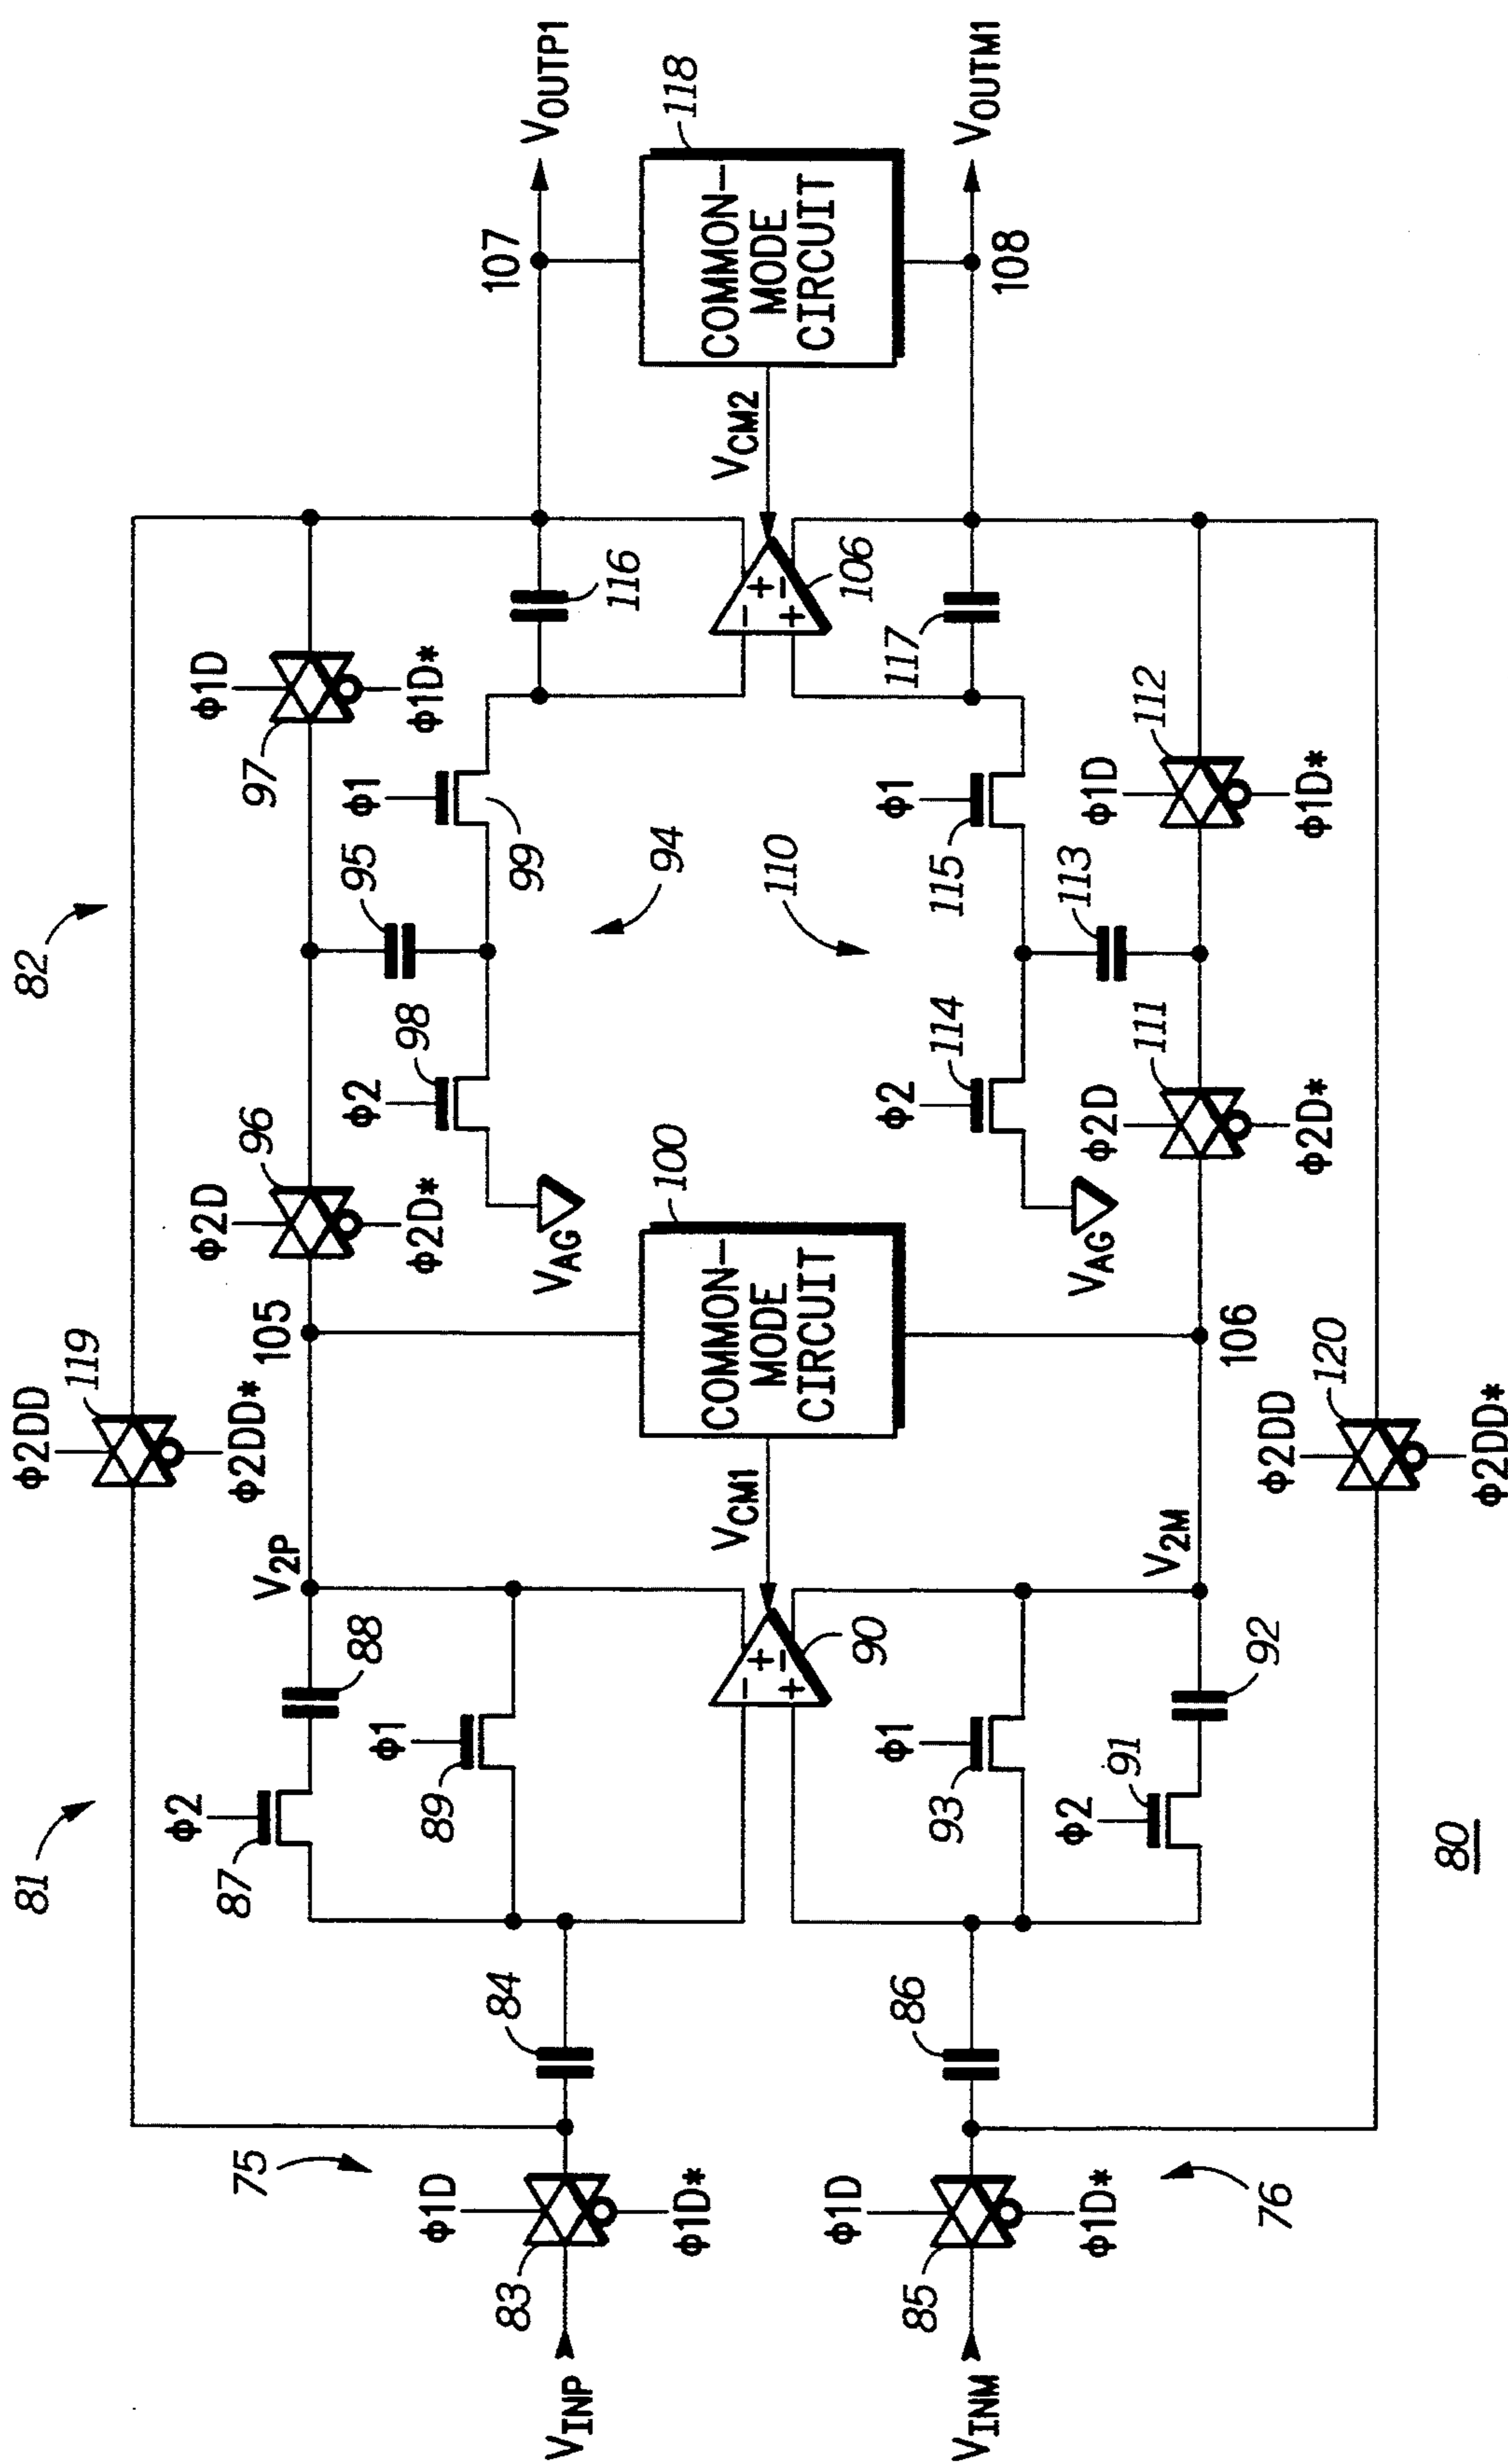 82
81
ϕ2DD
119
ϕ2DD*
ϕ2D
96
ϕ2D*
ϕ1D
97
ϕ1D*
ϕ2
87
88
V2P
105
95
ϕ2
98
ϕ1
99
ϕ1
89
94
116
107
VOUTP1
VAG
75
ϕ1D
83
ϕ1D*
VINP
84
90
VCM1
COMMON-
MODE
CIRCUIT
100
106
VCM2
COMMON-
MODE
CIRCUIT
118
110
76
ϕ1D
85
ϕ1D*
VINM
86
ϕ1
93
ϕ2
91
92
V2M
106
ϕ2
114
VAG
ϕ1
115
113
117
108
VOUTM1
ϕ2D
111
ϕ2D*
ϕ1D
112
ϕ1D*
ϕ2DD
120
ϕ2DD*
80